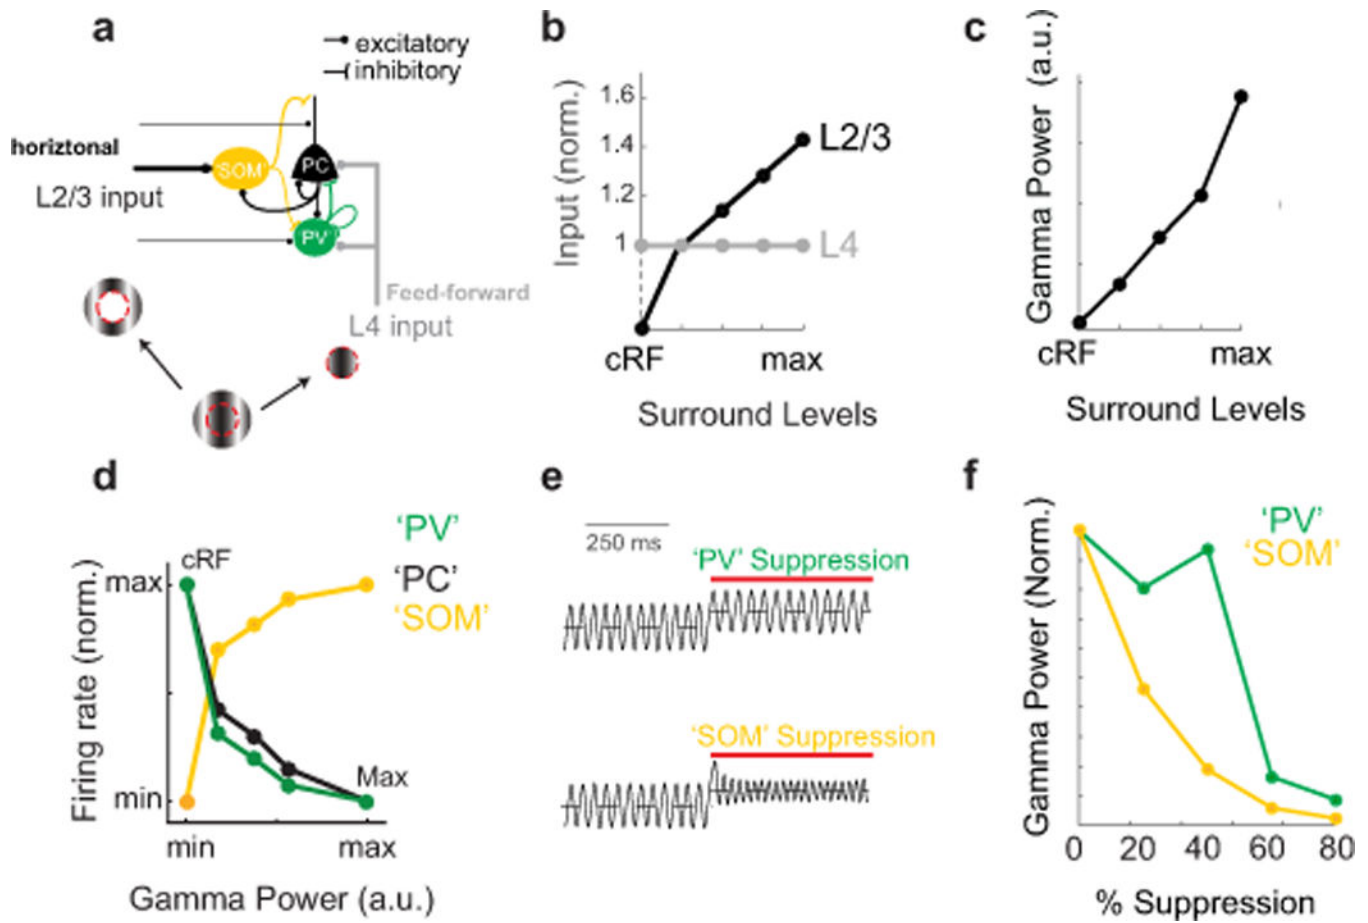 a
excitatory
inhibitory
horiztonal
'SOM'
PC
L2/3 input
'PV'
Feed-forward
L4 input
b
Input (norm.)
1.6
1.4
1.2
1
L2/3
L4
cRF
max
Surround Levels
c
Gamma Power (a.u.)
cRF
max
Surround Levels
d
Firing rate (norm.)
cRF
max
min
'PV'
'PC'
'SOM'
Max
min
max
Gamma Power (a.u.)
e
250 ms
'PV' Suppression
'SOM' Suppression
f
Gamma Power (Norm.)
'PV'
'SOM'
0 20 40 60 80
% Suppression